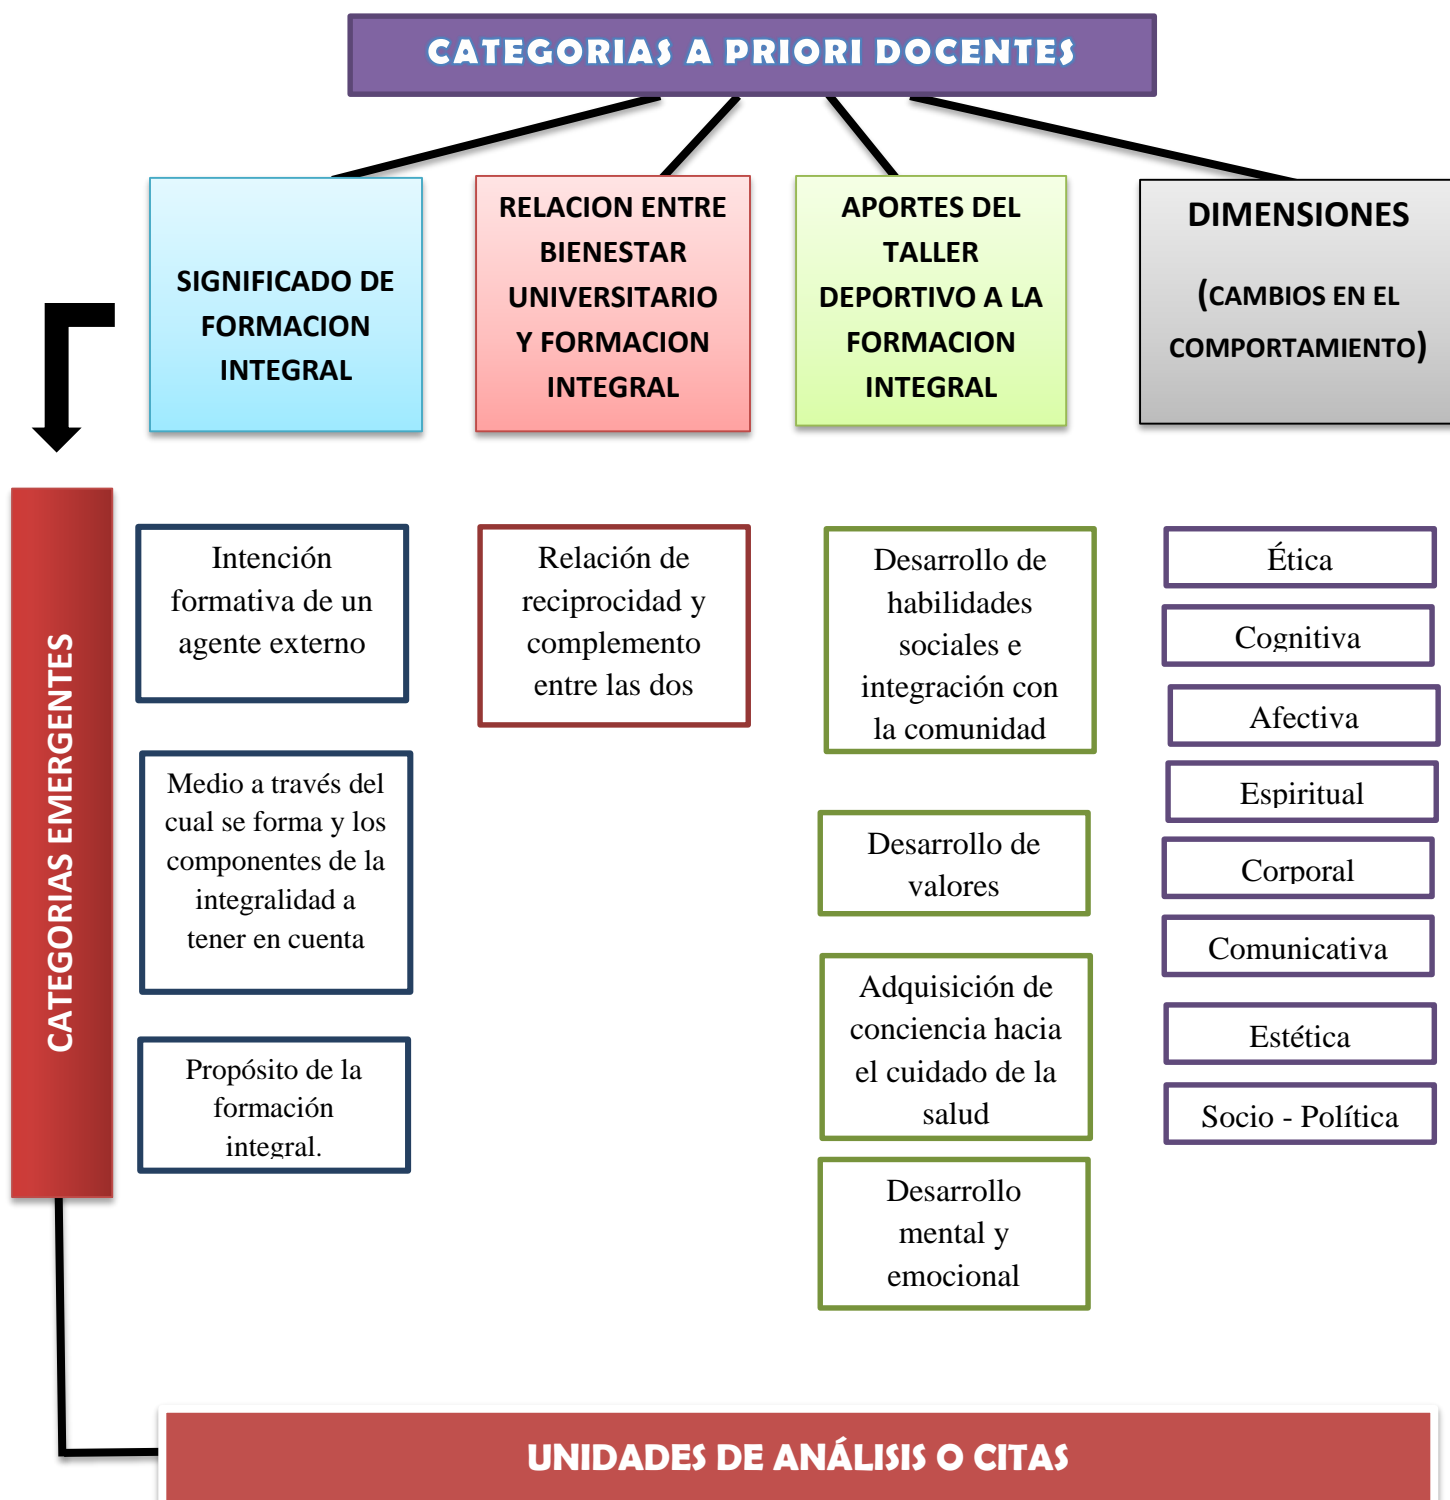 CATEGORIAS A PRIORI DOCENTES
SIGNIFICADO DE
FORMACION
INTEGRAL
RELACION ENTRE
BIENESTAR
UNIVERSITARIO
Y FORMACION
INTEGRAL
APORTES DEL
TALLER
DEPORTIVO A LA
FORMACION
INTEGRAL
DIMENSIONES
(CAMBIOS EN EL
COMPORTAMIENTO)
CATEGORIAS EMERGENTES
Intención
formativa de un
agente externo
Medio a través del
cual se forma y los
componentes de la
integralidad a
tener en cuenta
Propósito de la
formación
integral.
Relación de
reciprocidad y
complemento
entre las dos
Desarrollo de
habilidades
sociales e
integración con
la comunidad
Desarrollo de
valores
Adquisición de
conciencia hacia
el cuidado de la
salud
Desarrollo
mental y
emocional
Ética
Cognitiva
Afectiva
Espiritual
Corporal
Comunicativa
Estética
Socio - Política
UNIDADES DE ANÁLISIS O CITAS